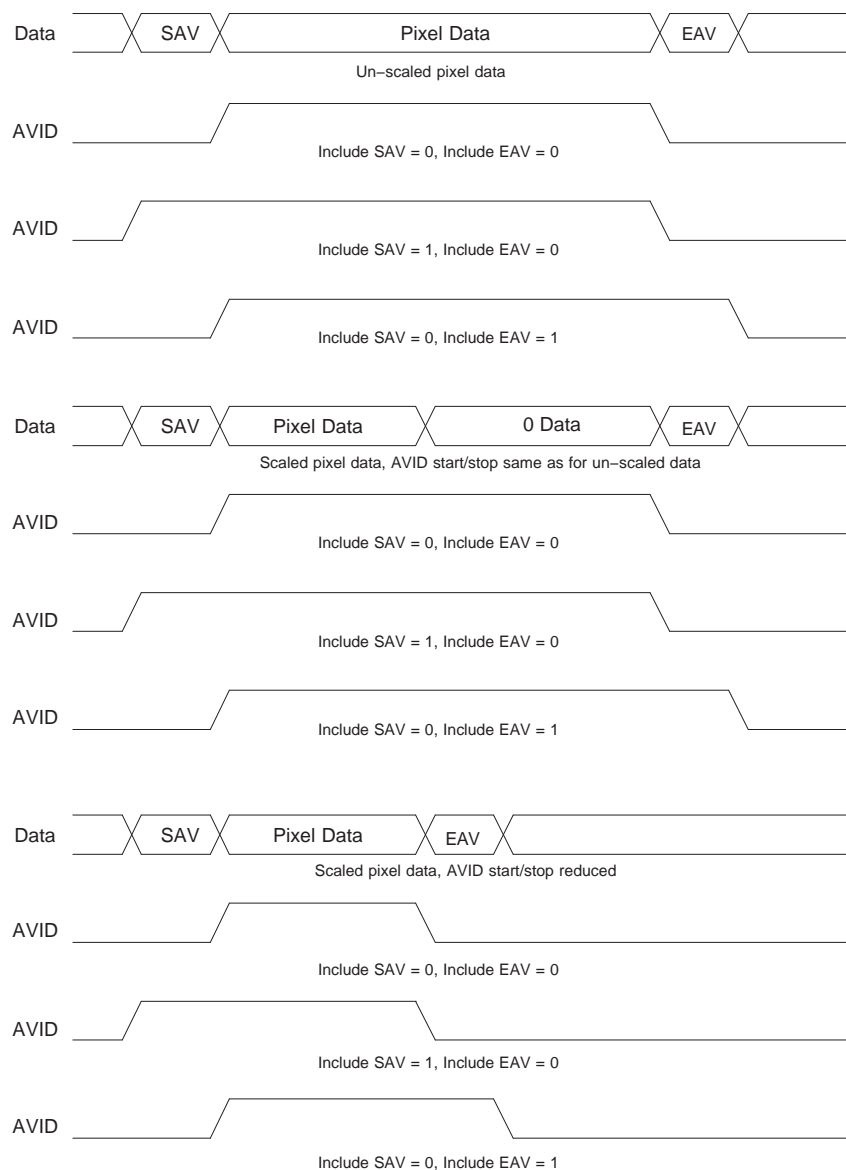 Data SAV Pixel Data EAV
Un−scaled pixel data
AVID
Include SAV = 0, Include EAV = 0
AVID
Include SAV = 1, Include EAV = 0
AVID
Include SAV = 0, Include EAV = 1
Data SAV Pixel Data 0 Data EAV
Scaled pixel data, AVID start/stop same as for un−scaled data
AVID
Include SAV = 0, Include EAV = 0
AVID
Include SAV = 1, Include EAV = 0
AVID
Include SAV = 0, Include EAV = 1
Data SAV Pixel Data EAV
Scaled pixel data, AVID start/stop reduced
AVID
Include SAV = 0, Include EAV = 0
AVID
Include SAV = 1, Include EAV = 0
AVID
Include SAV = 0, Include EAV = 1